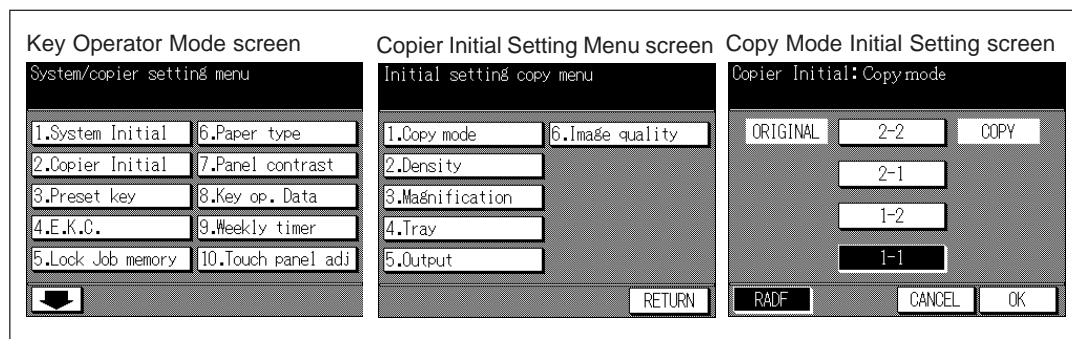 Key Operator Mode screen
System/copier setting menu
1.System Initial
6.Paper type
2.Copier Initial
7.Panel contrast
3.Preset key
8.Key op. Data
4.E.K.C.
9.Weekly timer
5.Lock Job memory
10.Touch panel adj
Copier Initial Setting Menu screen
Initial setting copy menu
1.Copy mode
6.Image quality
2.Density
3.Magnification
4.Tray
5.Output
RETURN
Copy Mode Initial Setting screen
Copier Initial:Copy mode
ORIGINAL
2-2
COPY
2-1
1-2
1-1
RADF
CANCEL
OK